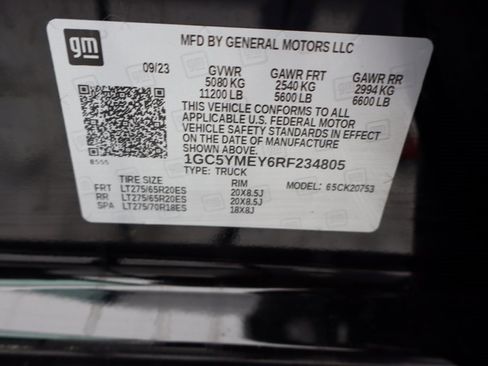 gm
MFD BY GENERAL MOTORS LLC
09/23 GVWR GAWR FRT GAWR RR
5080 KG 2540 KG 2994 KG
11200 LB 5600 LB 6600 LB
THIS VEHICLE CONFORMS TO ALL
APPLICABLE U.S. FEDERAL MOTOR
VEHICLE SAFETY STANDARDS IN EFFECT
ON THE DATE OF MANUFACTURE SHOWN ABOVE.
1GC5YMEY6RF234805
TYPE: TRUCK MODEL: 65CK20753
TIRE SIZE RIM
FRT LT275/65R20ES 20X8.5J
RR LT275/65R20ES 20X8.5J
SPA LT275/70R18ES 18X8J